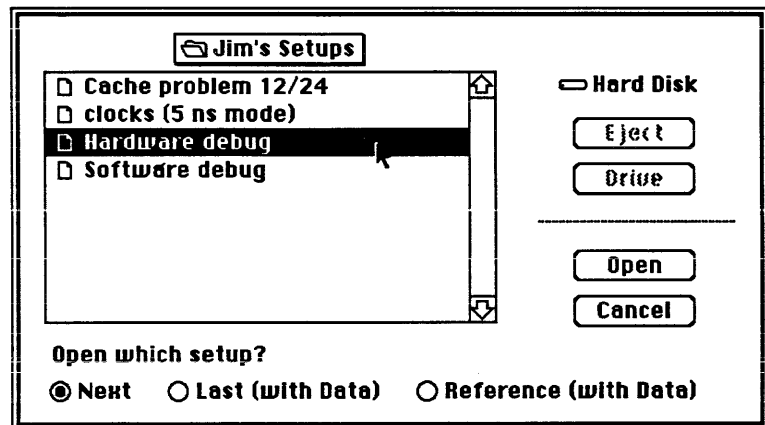 Jim's Setups
Cache problem 12/24
clocks (5 ns mode)
Hardware debug
Software debug
Hard Disk
Eject
Drive
Open
Cancel
Open which setup?
Next
Last (with Data)
Reference (with Data)